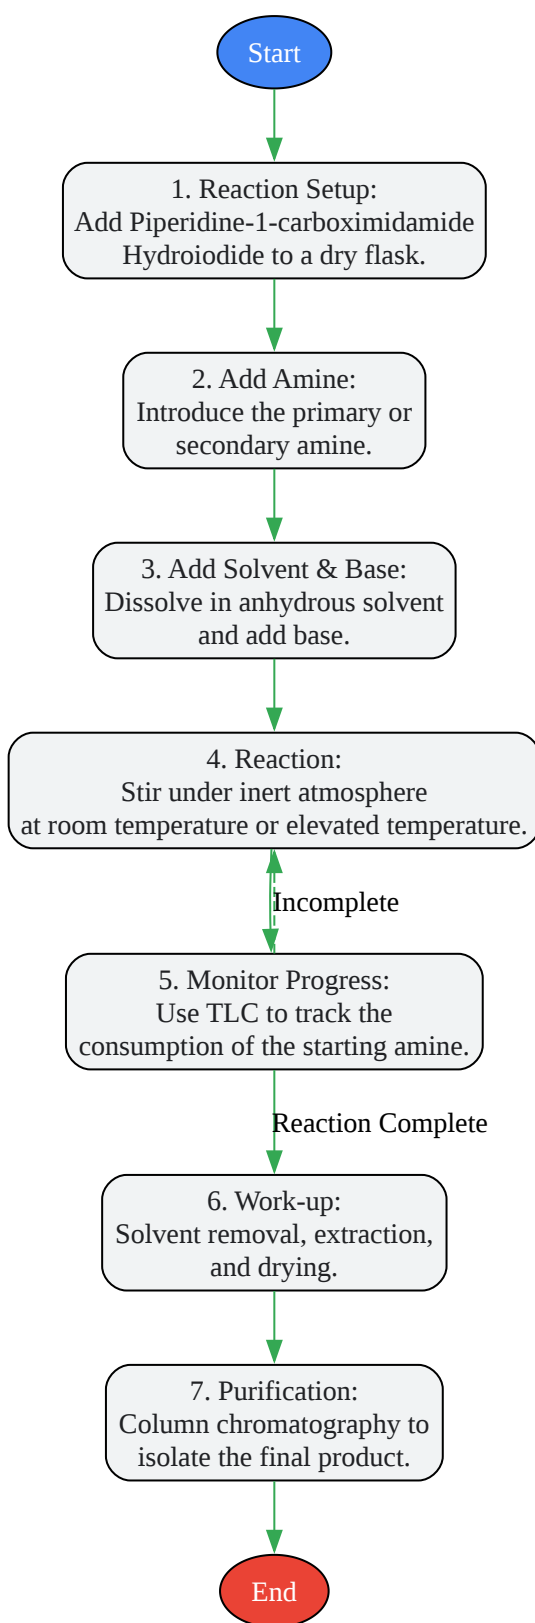 Start
1. Reaction Setup:
Add Piperidine-1-carboximidamide
Hydroiodide to a dry flask.
2. Add Amine:
Introduce the primary or
secondary amine.
3. Add Solvent & Base:
Dissolve in anhydrous solvent
and add base.
4. Reaction:
Stir under inert atmosphere
at room temperature or elevated temperature.
Incomplete
5. Monitor Progress:
Use TLC to track the
consumption of the starting amine.
Reaction Complete
6. Work-up:
Solvent removal, extraction,
and drying.
7. Purification:
Column chromatography to
isolate the final product.
End